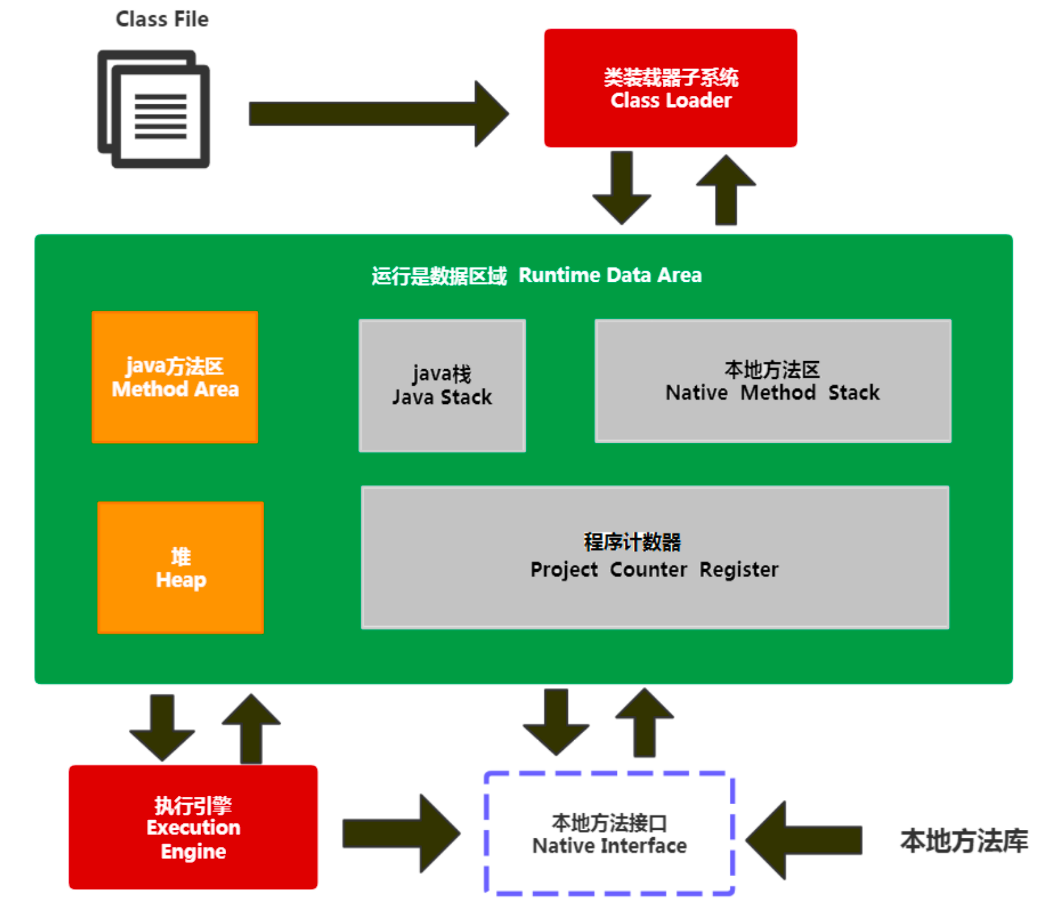 Class File
类装载器子系统
Class Loader
运行是数据区域 Runtime Data Area
java方法区
Method Area
java栈
Java Stack
本地方法区
Native Method Stack
堆
Heap
程序计数器
Project Counter Register
执行引擎
Execution
Engine
本地方法接口
Native Interface
本地方法库